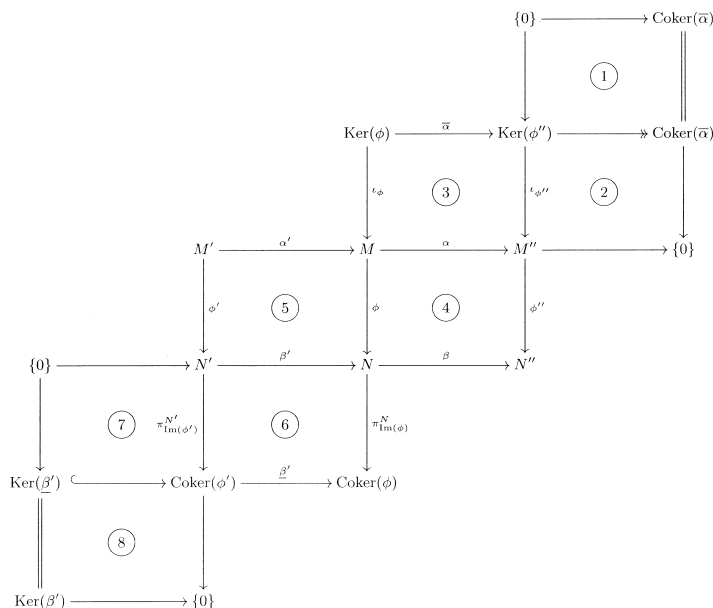 {0} Coker(α̅)
1
Ker(ϕ) α̅ Ker(ϕ′′) Coker(α̅)
ι_ϕ 3 ι_ϕ′′ 2
M′ α′ M α M′′ {0}
ϕ′ 5 ϕ 4 ϕ′′
{0} N′ β′ N β N′′
7 π^{N′}_{Im(ϕ′)} 6 π^{N}_{Im(ϕ)}
Ker(β̲′) Coker(ϕ′) β̲′ Coker(ϕ)
8
Ker(β̲′) {0}